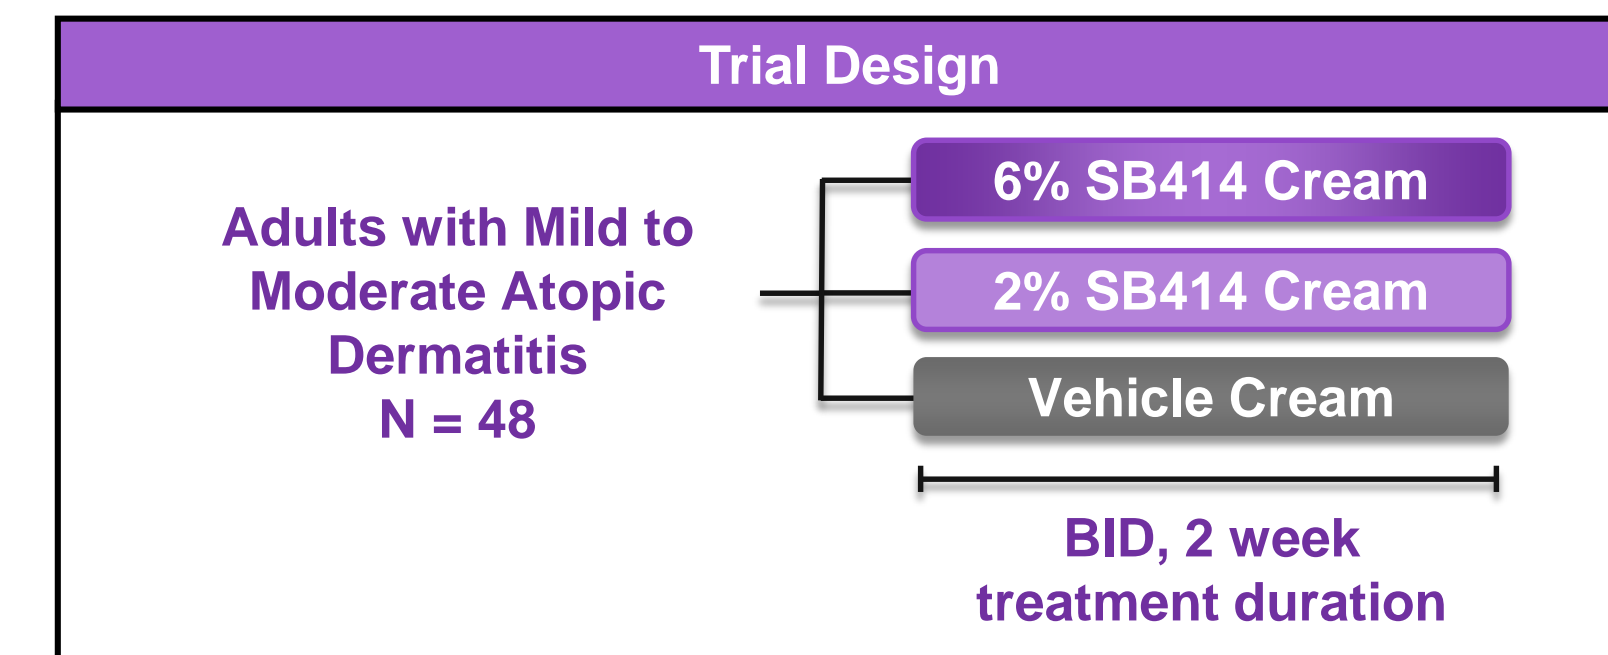 Trial Design
Adults with Mild to
Moderate Atopic
Dermatitis
N = 48
6% SB414 Cream
2% SB414 Cream
Vehicle Cream
BID, 2 week
treatment duration